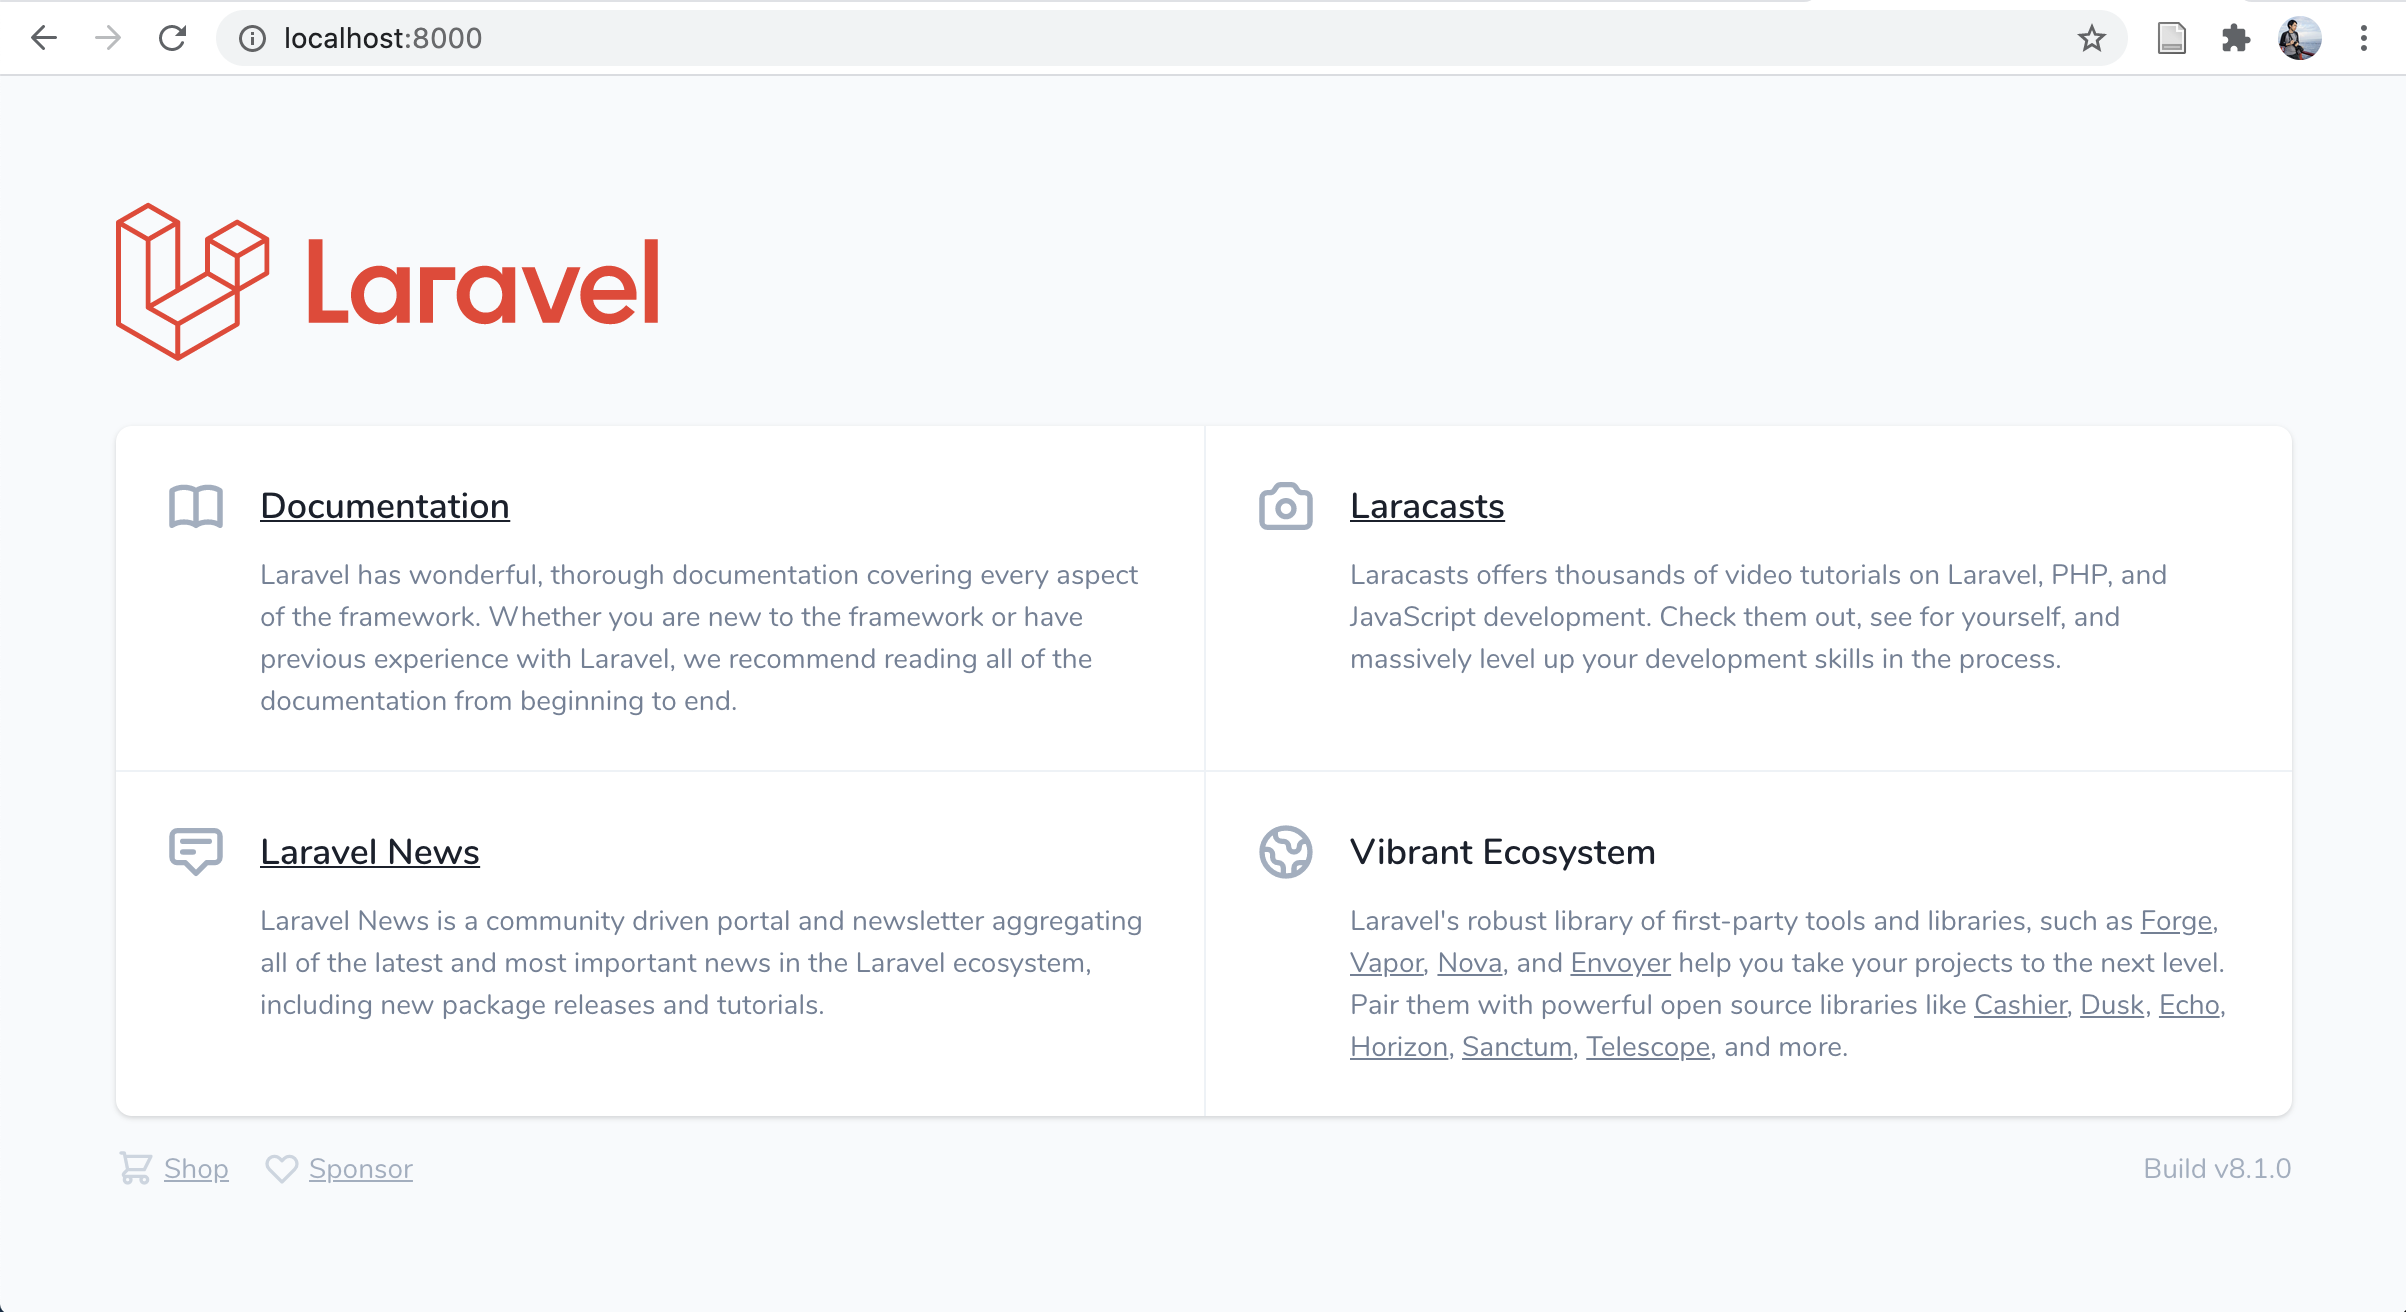 localhost:8000
Laravel
Documentation
Laravel has wonderful, thorough documentation covering every aspect
of the framework. Whether you are new to the framework or have
previous experience with Laravel, we recommend reading all of the
documentation from beginning to end.
Laracasts
Laracasts offers thousands of video tutorials on Laravel, PHP, and
JavaScript development. Check them out, see for yourself, and
massively level up your development skills in the process.
Laravel News
Laravel News is a community driven portal and newsletter aggregating
all of the latest and most important news in the Laravel ecosystem,
including new package releases and tutorials.
Vibrant Ecosystem
Laravel's robust library of first-party tools and libraries, such as Forge,
Vapor, Nova, and Envoyer help you take your projects to the next level.
Pair them with powerful open source libraries like Cashier, Dusk, Echo,
Horizon, Sanctum, Telescope, and more.
Shop Sponsor Build v8.1.0